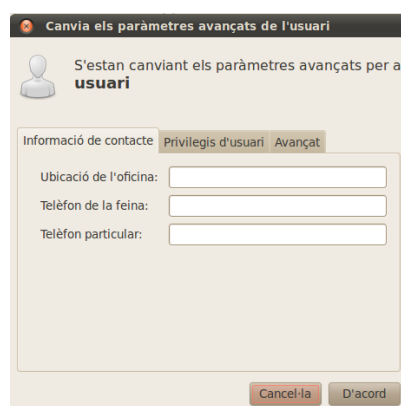 Canvia els paràmetres avançats de l'usuari
S'estan canviant els paràmetres avançats per a
usuari
Informació de contacte Privilegis d'usuari Avançat
Ubicació de l'oficina:
Telèfon de la feina:
Telèfon particular:
Cancel·la D'acord